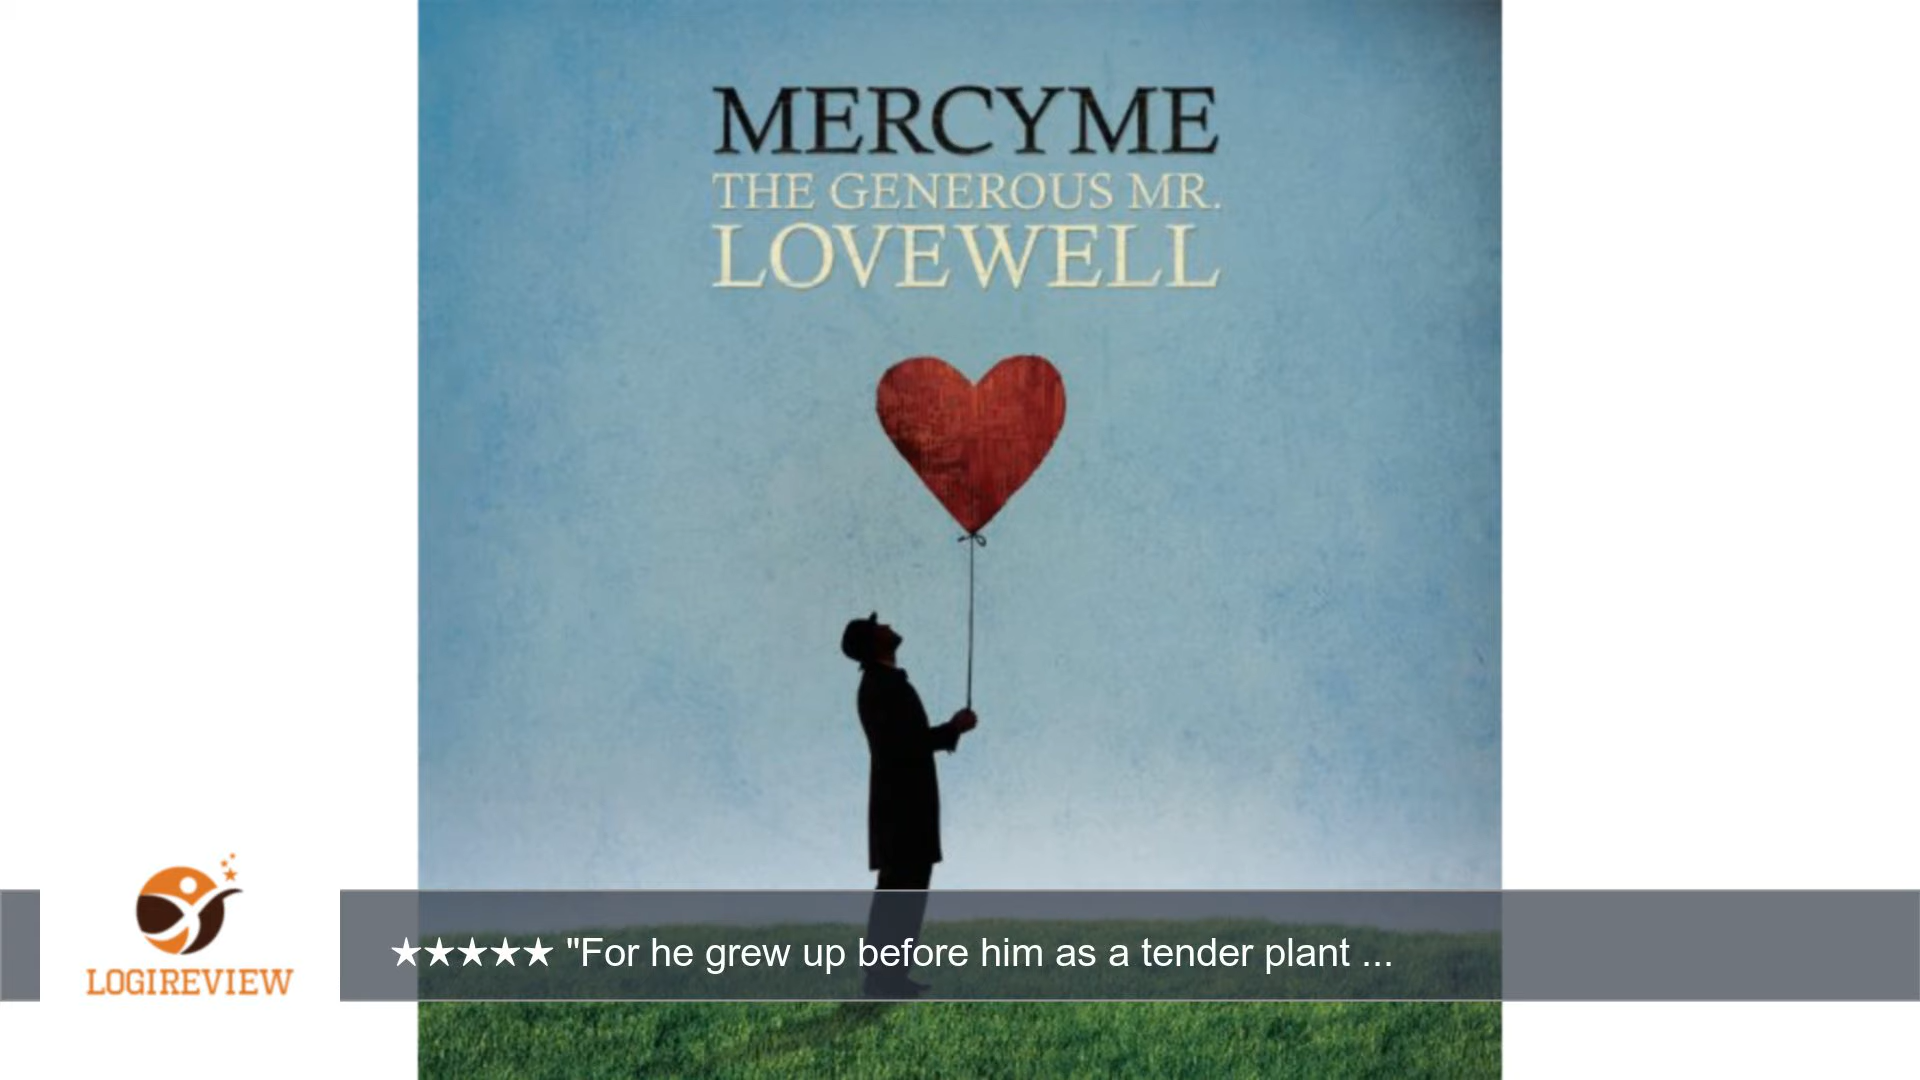 MERCYME
THE GENEROUS MR.
LOVEWELL
★★★★★ "For he grew up before him as a tender plant ...
LOGIREVIEW